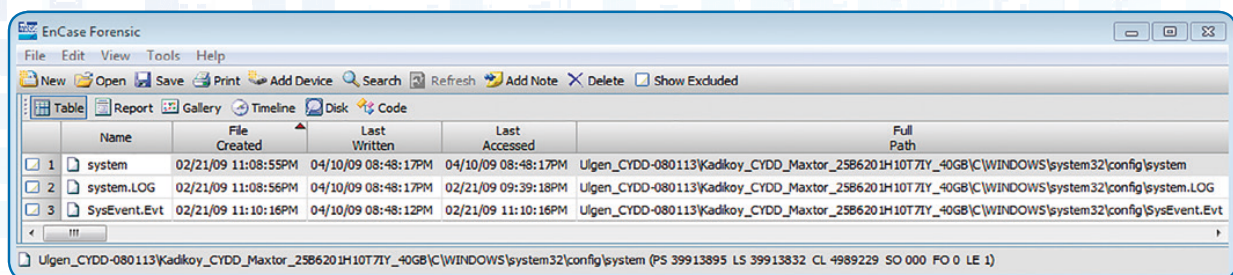 EnCase Forensic
File Edit View Tools Help
New Open Save Print Add Device Search Refresh Add Note Delete Show Excluded
Table Report Gallery Timeline Disk Code
Name File Created Last Written Last Accessed Full Path
1 system 02/21/09 11:08:55PM 04/10/09 08:48:17PM 04/10/09 08:48:17PM Ulgen_CYDD-080113\Kadikoy_CYDD_Maxtor_25B6201H10T7IY_40GB\C\WINDOWS\system32\config\system
2 system.LOG 02/21/09 11:08:56PM 04/10/09 08:48:17PM 02/21/09 09:39:18PM Ulgen_CYDD-080113\Kadikoy_CYDD_Maxtor_25B6201H10T7IY_40GB\C\WINDOWS\system32\config\system.LOG
3 SysEvent.Evt 02/21/09 11:10:16PM 04/10/09 08:48:12PM 02/21/09 11:10:16PM Ulgen_CYDD-080113\Kadikoy_CYDD_Maxtor_25B6201H10T7IY_40GB\C\WINDOWS\system32\config\SysEvent.Evt
Ulgen_CYDD-080113\Kadikoy_CYDD_Maxtor_25B6201H10T7IY_40GB\C\WINDOWS\system32\config\system (PS 39913895 LS 39913832 CL 4989229 SO 000 FO 0 LE 1)